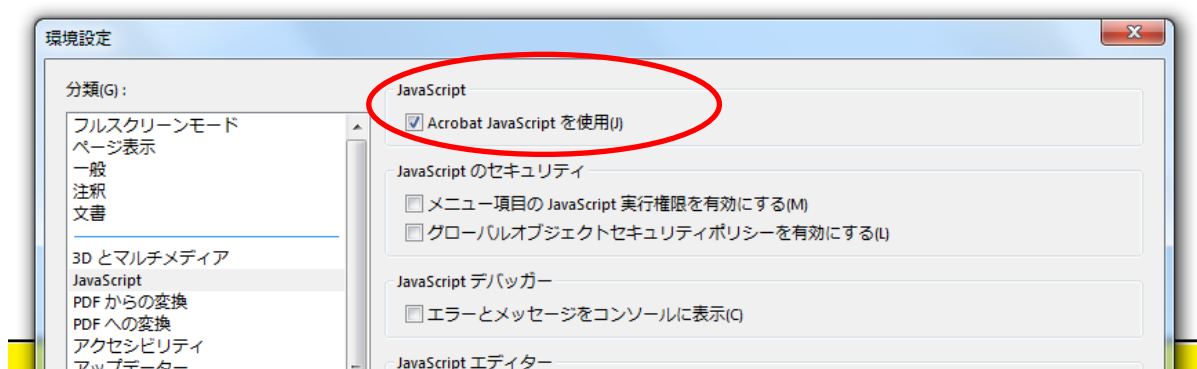 環境設定
分類(G):
フルスクリーンモード
ページ表示
一般
注釈
文書
3D とマルチメディア
JavaScript
PDF からの変換
PDF への変換
アクセシビリティ
アップデーター
JavaScript
Acrobat JavaScript を使用(J)
JavaScript のセキュリティ
メニュー項目の JavaScript 実行権限を有効にする(M)
グローバルオブジェクトセキュリティポリシーを有効にする(L)
JavaScript デバッガー
エラーとメッセージをコンソールに表示(C)
JavaScript エディター